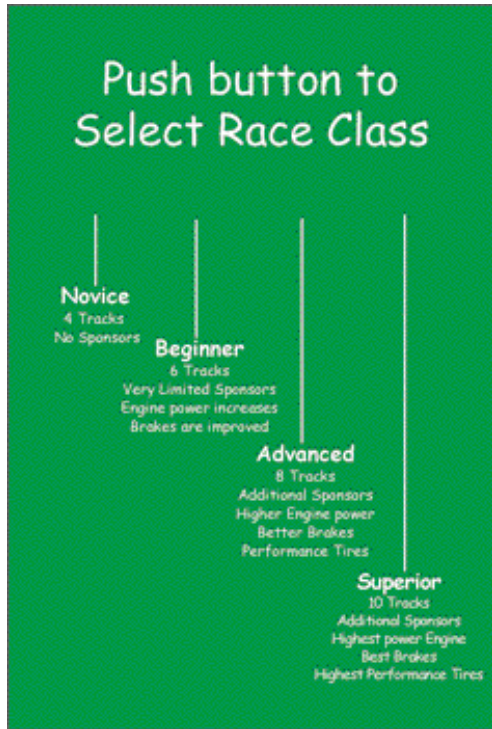 Push button to
Select Race Class
Novice
4 Tracks
No Sponsors
Beginner
6 Tracks
Very Limited Sponsors
Engine power increases
Brakes are improved
Advanced
8 Tracks
Additional Sponsors
Higher Engine power
Better Brakes
Performance Tires
Superior
10 Tracks
Additional Sponsors
Highest power Engine
Best Brakes
Highest Performance Tires